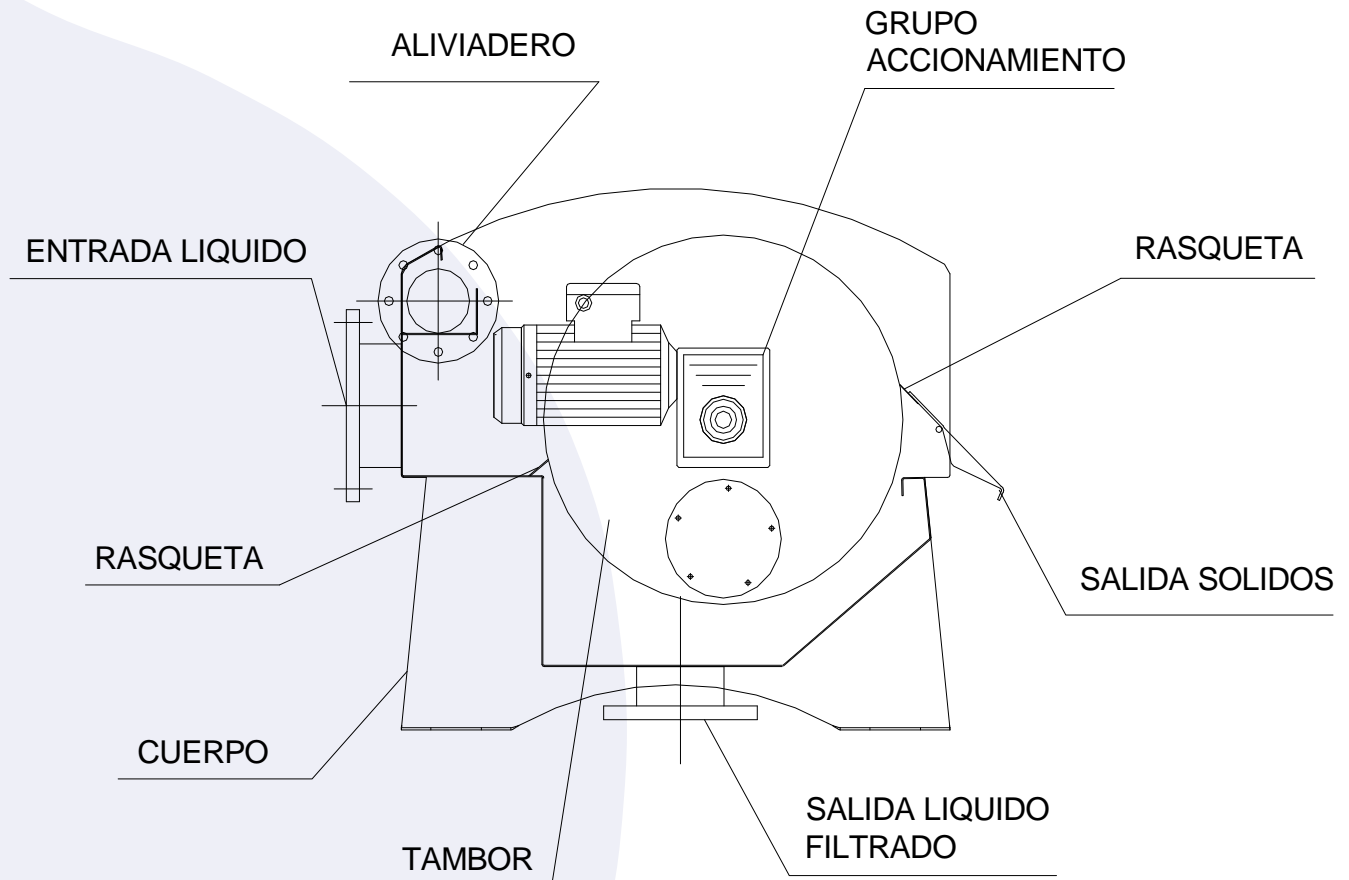 GRUPO
ACCIONAMIENTO
ALIVIADERO
ENTRADA LIQUIDO
RASQUETA
RASQUETA
SALIDA SOLIDOS
CUERPO
SALIDA LIQUIDO
FILTRADO
TAMBOR